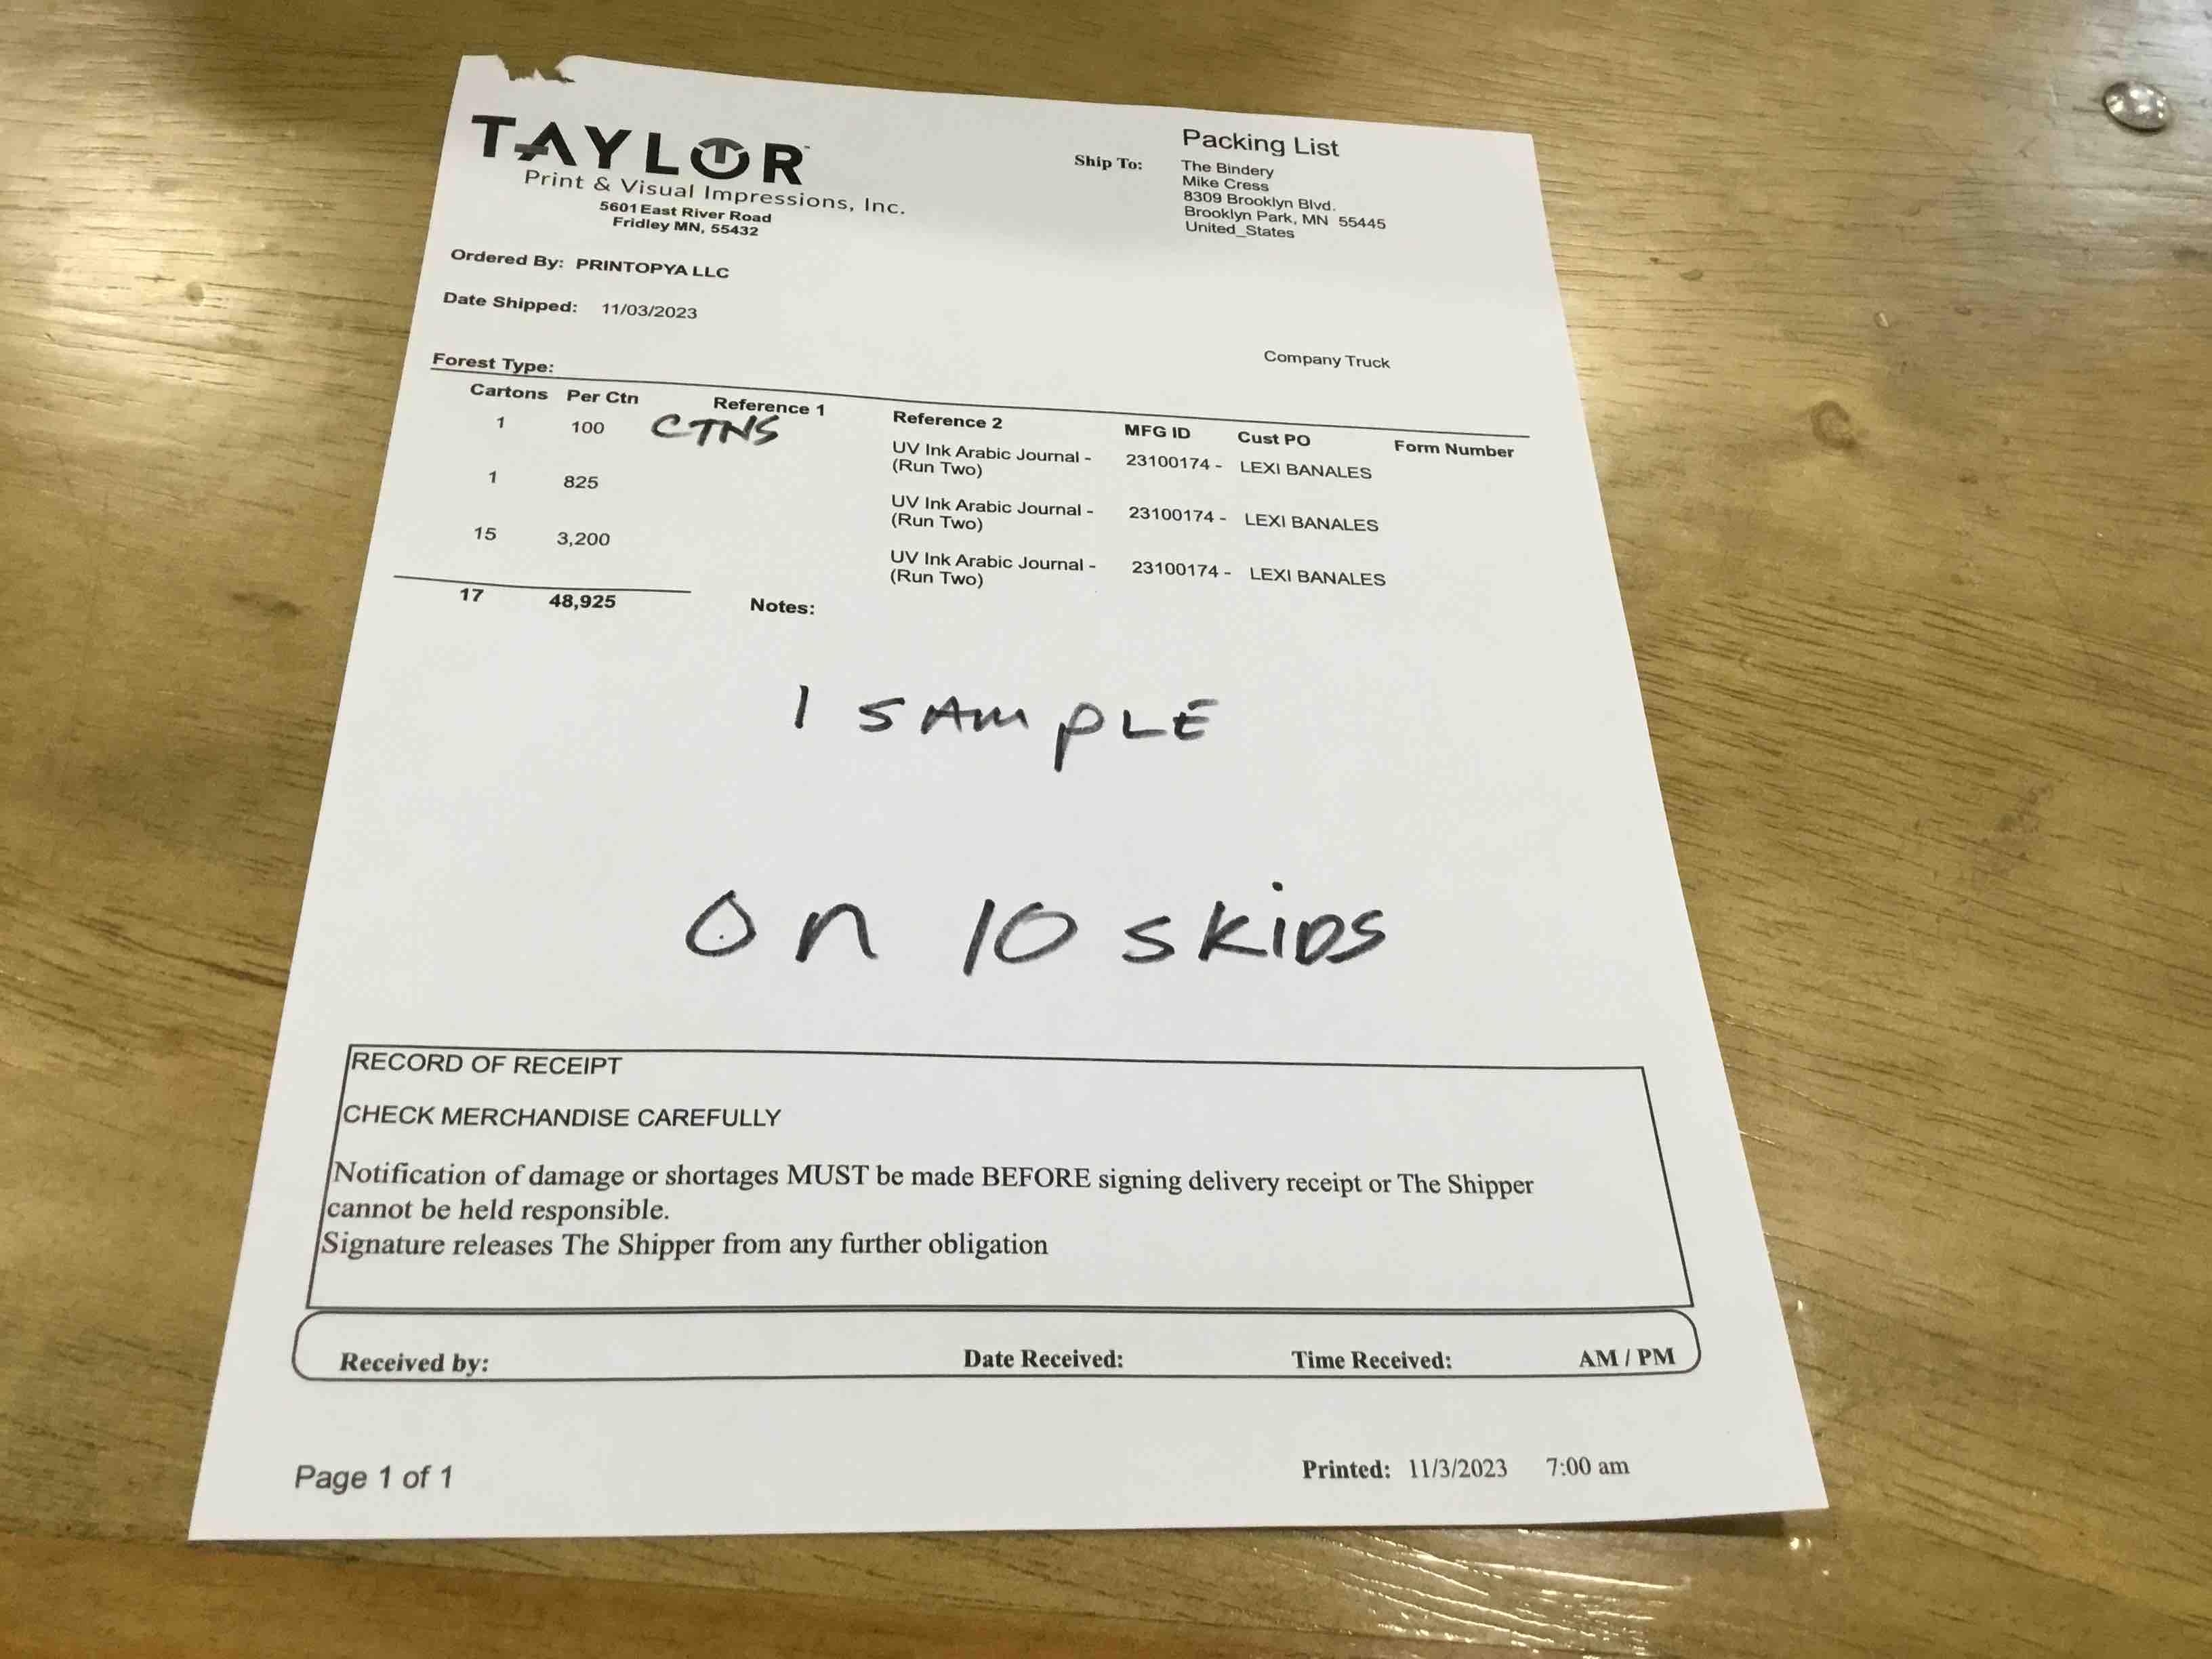 TAYLOR
Print & Visual Impressions, Inc.
5601 East River Road
Fridley MN, 55432
Packing List
Ship To:
The Bindery
Mike Cress
8309 Brooklyn Blvd.
Brooklyn Park, MN 55445
United_States
Ordered By: PRINTOPYA LLC
Date Shipped: 11/03/2023
Company Truck
Forest Type:
Cartons Per Ctn Reference 1 Reference 2 MFG ID Cust PO Form Number
1 100 CTNS UV Ink Arabic Journal - 23100174 - LEXI BANALES
(Run Two)
1 825 UV Ink Arabic Journal - 23100174 - LEXI BANALES
(Run Two)
15 3,200 UV Ink Arabic Journal - 23100174 - LEXI BANALES
(Run Two)
17 48,925 Notes:
1 SAMPLE
On 10 SKiDS
RECORD OF RECEIPT
CHECK MERCHANDISE CAREFULLY
Notification of damage or shortages MUST be made BEFORE signing delivery receipt or The Shipper
cannot be held responsible.
Signature releases The Shipper from any further obligation
Received by: Date Received: Time Received: AM / PM
Page 1 of 1 Printed: 11/3/2023 7:00 am